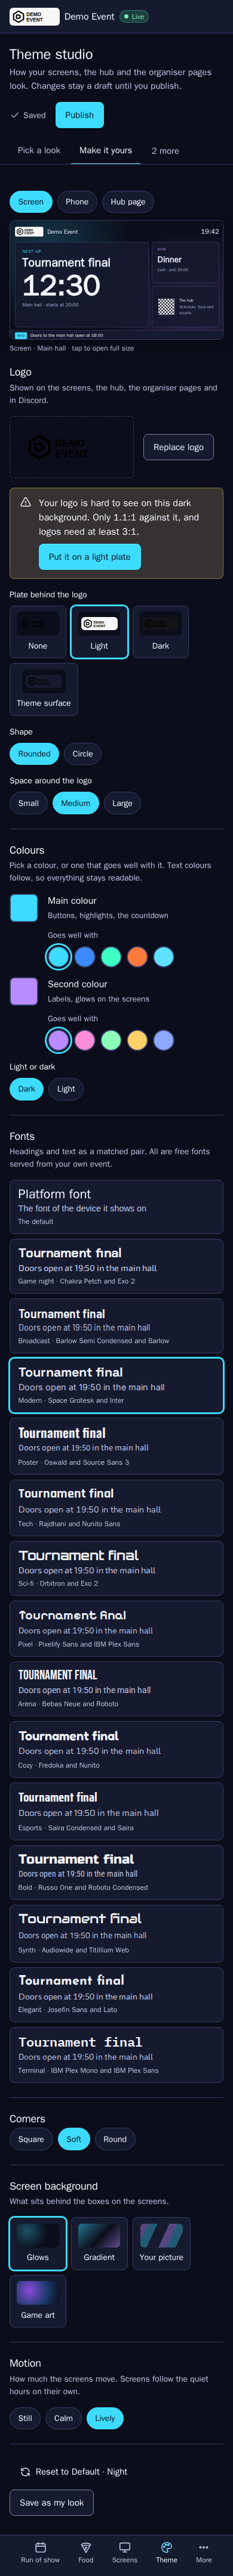 DEMO EVENT Demo Event Live
Theme studio
How your screens, the hub and the organiser pages
look. Changes stay a draft until you publish.
Saved Publish
Pick a look Make it yours 2 more
Screen Phone Hub page
DEMO EVENT Demo Event 19:42
NEXT UP
Tournament final
12:30
Main hall · starts at 20:00
NOW
Dinner
Café · until 20:00
The hub
Schedule, food and
results
Doors to the main hall open at 19:50
Screen · Main hall · tap to open full size
Logo
Shown on the screens, the hub, the organiser pages and
in Discord.
DEMO
EVENT
Replace logo
Your logo is hard to see on this dark
background. Only 1.1:1 against it, and
logos need at least 3:1.
Put it on a light plate
Plate behind the logo
None
DEMO EVENT
Light
Dark
Theme surface
Shape
Rounded Circle
Space around the logo
Small Medium Large
Colours
Pick a colour, or one that goes well with it. Text colours
follow, so everything stays readable.
Main colour
Buttons, highlights, the countdown
Goes well with
Second colour
Labels, glows on the screens
Goes well with
Light or dark
Dark Light
Fonts
Headings and text as a matched pair. All are free fonts
served from your own event.
Platform font
The font of the device it shows on
The default
Tournament final
Doors open at 19:50 in the main hall
Game night · Chakra Petch and Exo 2
Tournament final
Doors open at 19:50 in the main hall
Broadcast · Barlow Semi Condensed and Barlow
Tournament final
Doors open at 19:50 in the main hall
Modern · Space Grotesk and Inter
Tournament final
Doors open at 19:50 in the main hall
Poster · Oswald and Source Sans 3
Tournament final
Doors open at 19:50 in the main hall
Tech · Rajdhani and Nunito Sans
Tournament final
Doors open at 19:50 in the main hall
Sci-fi · Orbitron and Exo 2
Tournament final
Doors open at 19:50 in the main hall
Pixel · Pixelify Sans and IBM Plex Sans
TOURNAMENT FINAL
Doors open at 19:50 in the main hall
Arena · Bebas Neue and Roboto
Tournament final
Doors open at 19:50 in the main hall
Cozy · Fredoka and Nunito
Tournament final
Doors open at 19:50 in the main hall
Esports · Saira Condensed and Saira
Tournament final
Doors open at 19:50 in the main hall
Bold · Russo One and Roboto Condensed
Tournament final
Doors open at 19:50 in the main hall
Synth · Audiowide and Titillium Web
Tournament final
Doors open at 19:50 in the main hall
Elegant · Josefin Sans and Lato
Tournament final
Doors open at 19:50 in the main hall
Terminal · IBM Plex Mono and IBM Plex Sans
Corners
Square Soft Round
Screen background
What sits behind the boxes on the screens.
Glows Gradient Your picture
Game art
Motion
How much the screens move. Screens follow the quiet
hours on their own.
Still Calm Lively
Reset to Default · Night
Save as my look
Run of show Food Screens Theme More